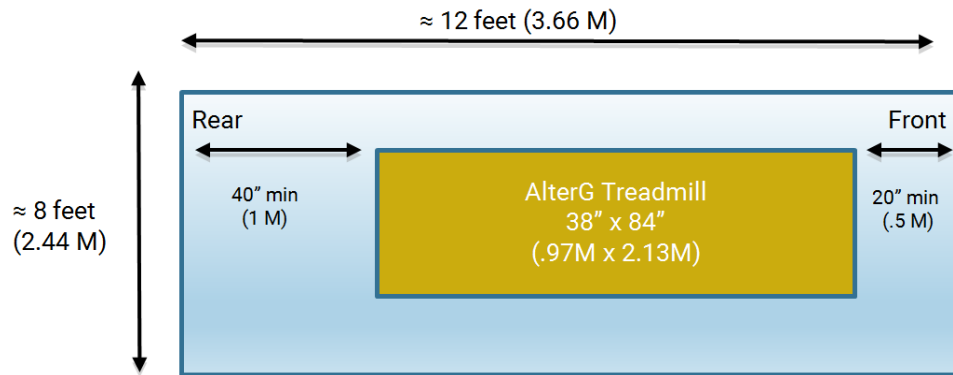 ≈ 12 feet (3.66 M)
Rear
Front
40” min
(1 M)
AlterG Treadmill
38” x 84”
(.97M x 2.13M)
20” min
(.5 M)
≈ 8 feet
(2.44 M)